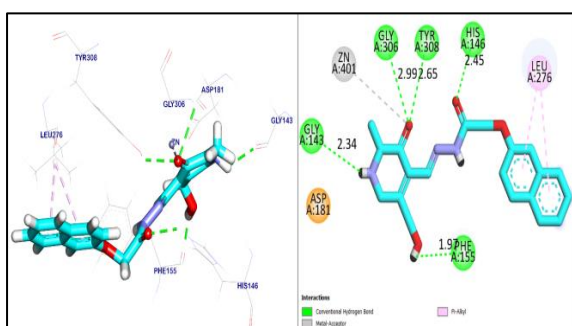 TYR308
GLY306
ASP181
GLY143
ZN
LEU276
PHE155
HIS146
GLY
A:306
TYR
A:308
HIS
A:146
ZN
A:401
2.99
2.65
2.45
LEU
A:276
GLY
A:143
2.34
ASP
A:181
1.97
PHE
A:155
Interactions
Conventional Hydrogen Bond
Metal-Acceptor
Pi-Alkyl